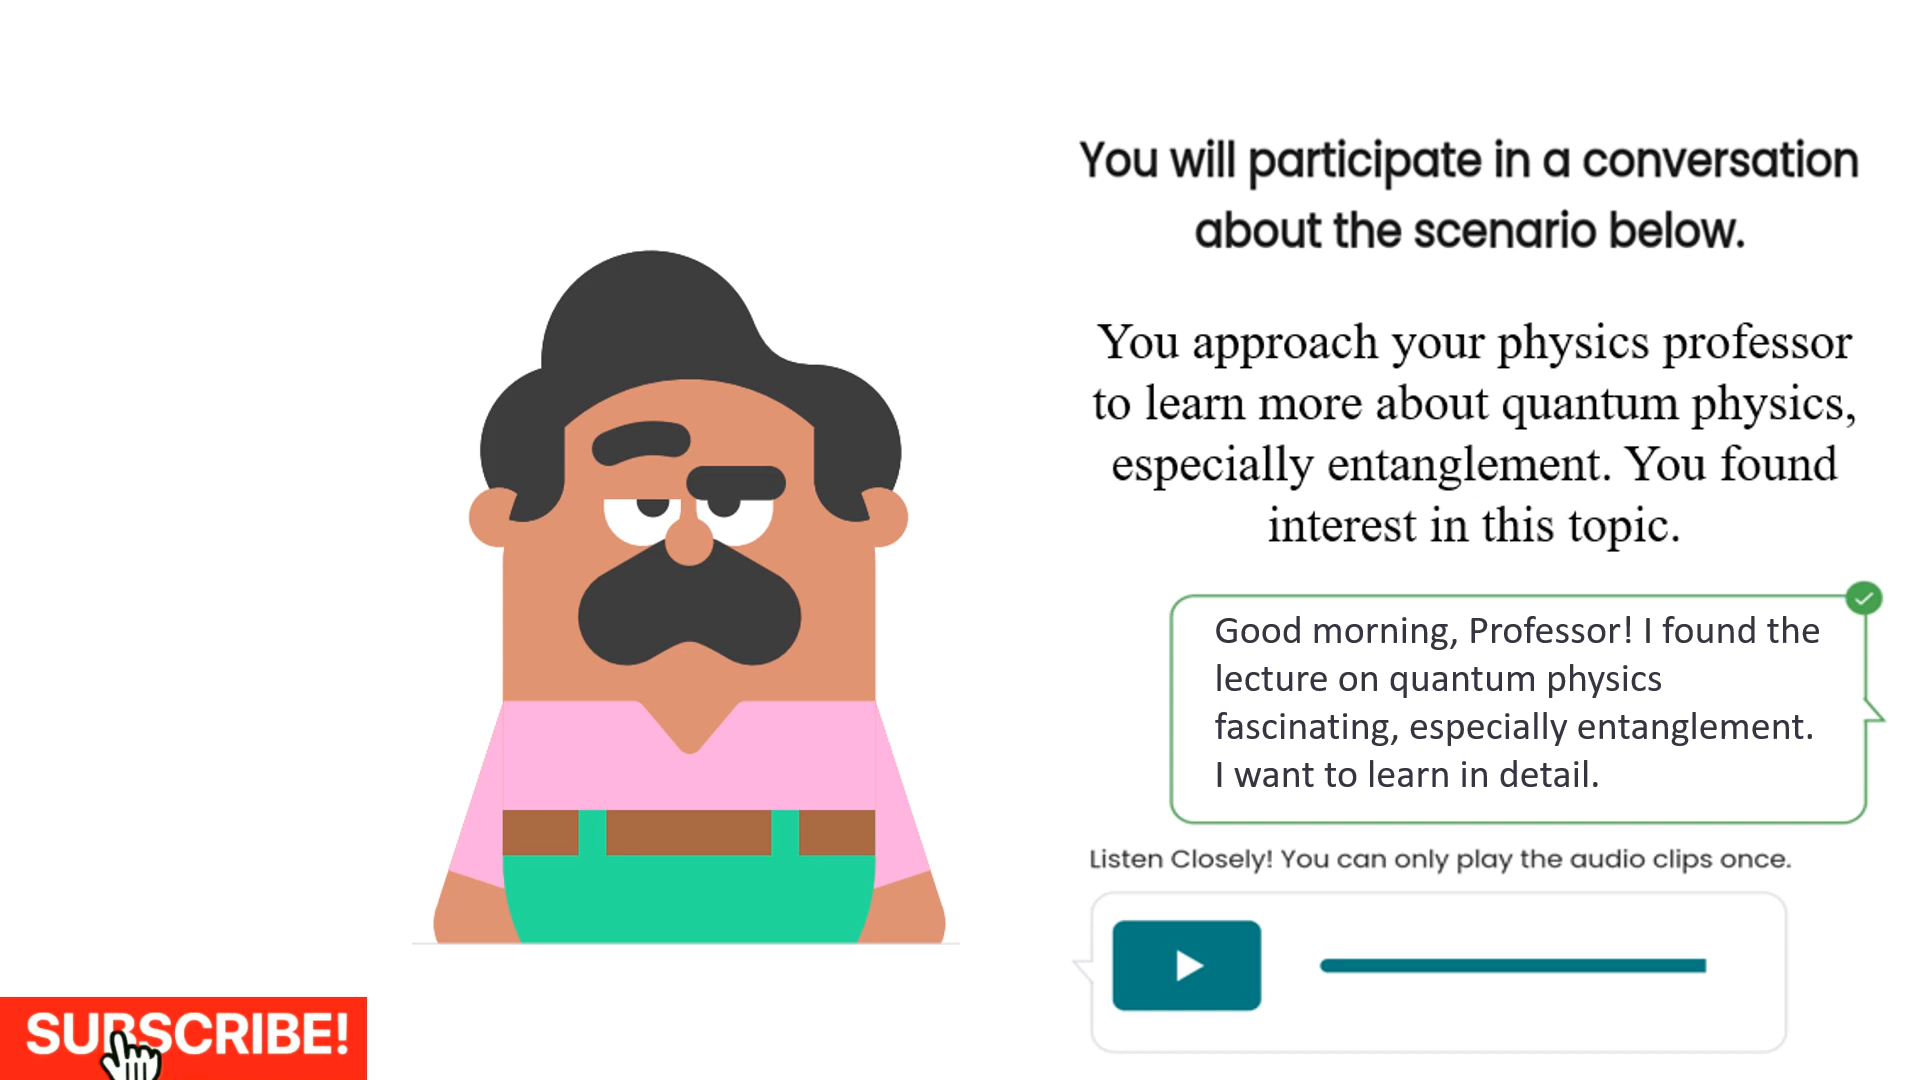 You will participate in a conversation
about the scenario below.
You approach your physics professor
to learn more about quantum physics,
especially entanglement. You found
interest in this topic.
Good morning, Professor! I found the
lecture on quantum physics
fascinating, especially entanglement.
I want to learn in detail.
Listen Closely! You can only play the audio clips once.
SUBSCRIBE!